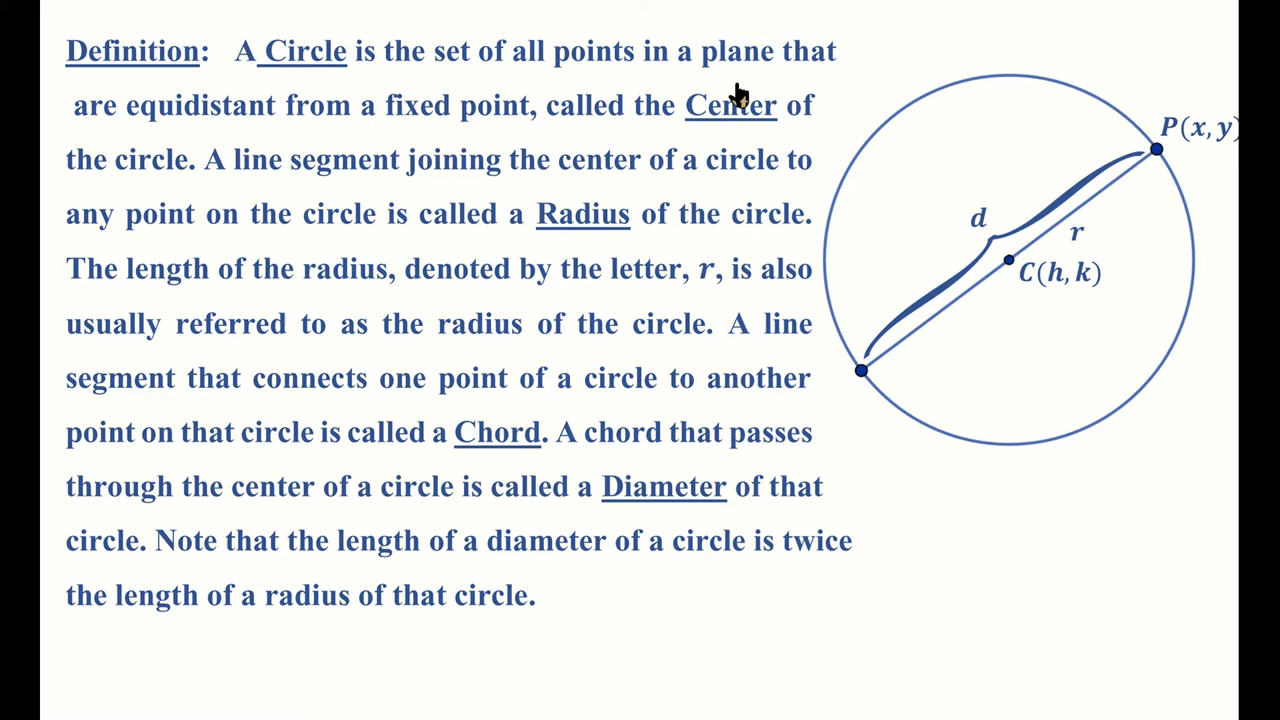 Definition: A Circle is the set of all points in a plane that
are equidistant from a fixed point, called the Center of
the circle. A line segment joining the center of a circle to
any point on the circle is called a Radius of the circle.
The length of the radius, denoted by the letter, r, is also
usually referred to as the radius of the circle. A line
segment that connects one point of a circle to another
point on that circle is called a Chord. A chord that passes
through the center of a circle is called a Diameter of that
circle. Note that the length of a diameter of a circle is twice
the length of a radius of that circle.
P(x, y)
d
r
C(h, k)